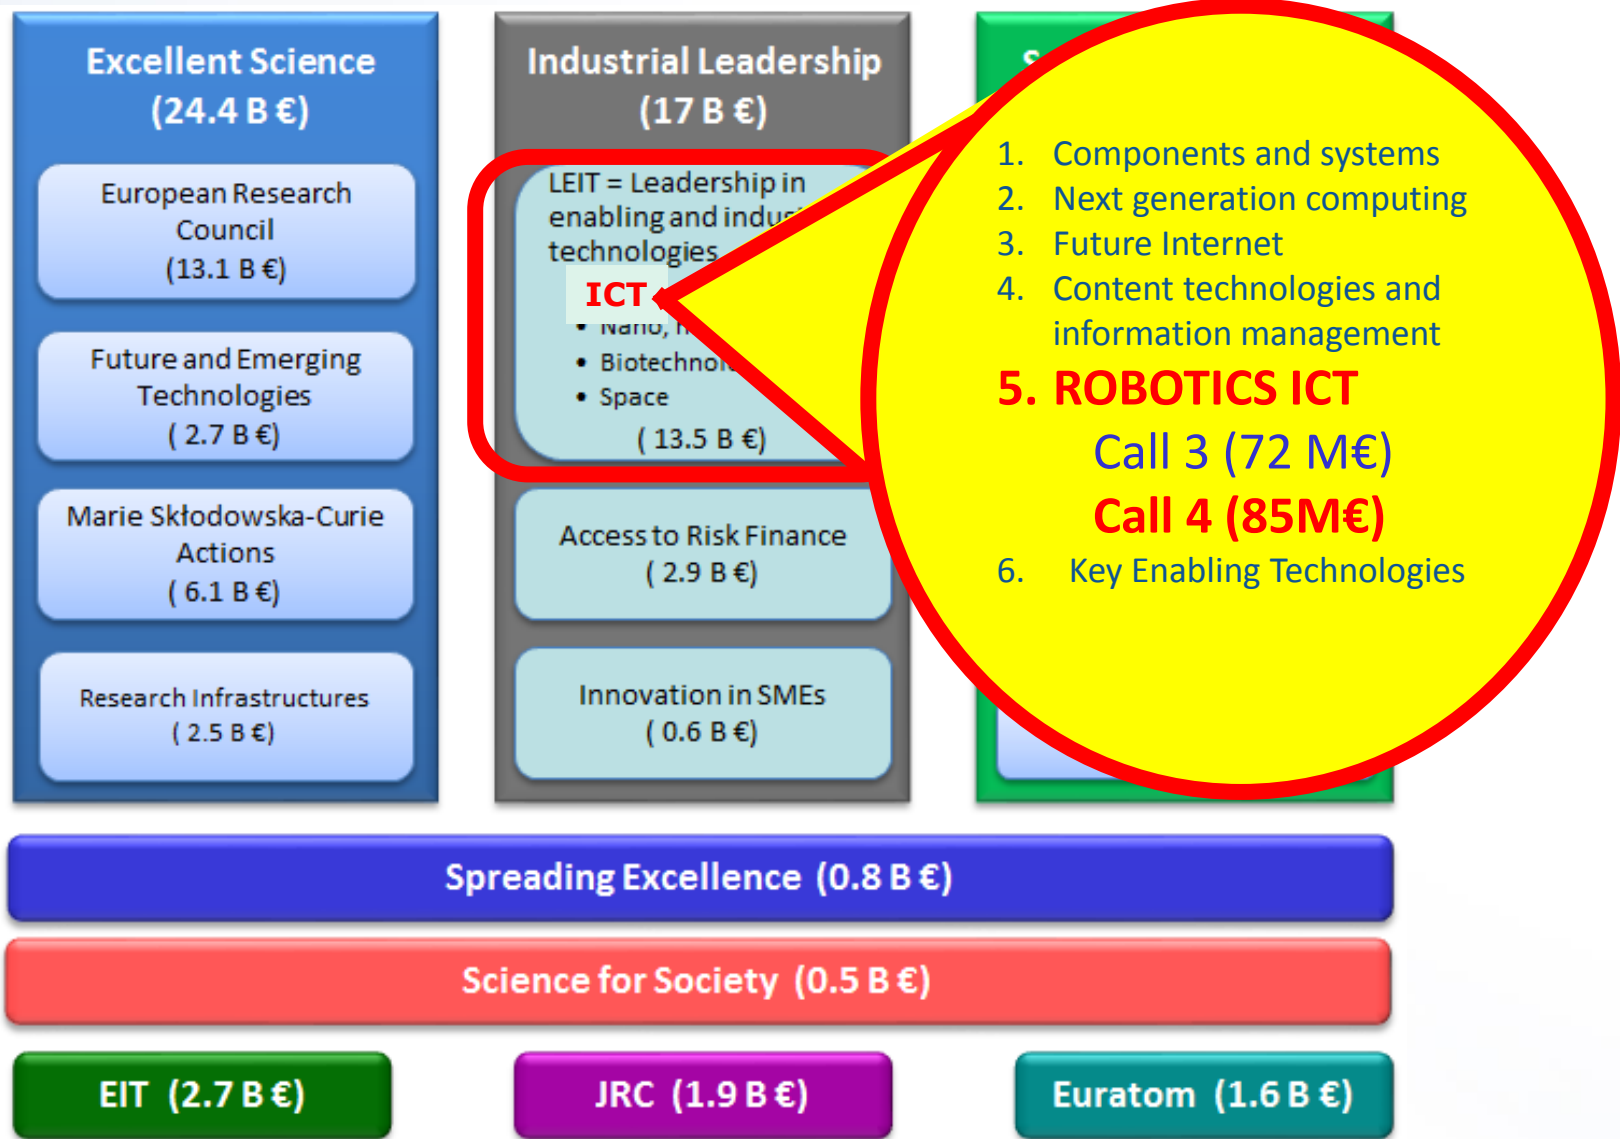 Excellent Science
(24.4 B €)
European Research
Council
(13.1 B €)
Future and Emerging
Technologies
( 2.7 B €)
Marie Skłodowska-Curie
Actions
( 6.1 B €)
Research Infrastructures
( 2.5 B €)
Industrial Leadership
(17 B €)
LEIT = Leadership in
enabling and
technologies
ICT
• Nano,
•
• Space
( 13.5 B €)
Access to Risk Finance
( 2.9 B €)
Innovation in SMEs
( 0.6 B €)
1. Components and systems
2. Next generation computing
3. Future Internet
4. Content technologies and
information management
5. ROBOTICS ICT
Call 3 (72 M€)
Call 4 (85M€)
6. Key Enabling Technologies
Spreading Excellence (0.8 B €)
Science for Society (0.5 B €)
EIT (2.7 B €)
JRC (1.9 B €)
Euratom (1.6 B €)